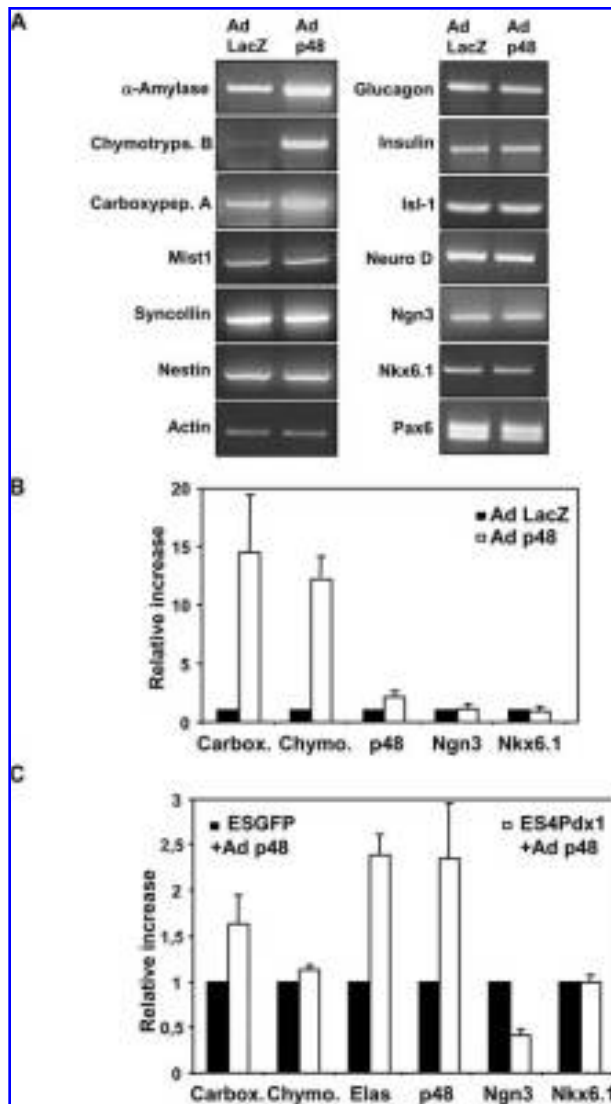 A
Ad LacZ Ad p48
α-Amylase
Chymotryps. B
Carboxypep. A
Mist1
Syncollin
Nestin
Actin
Ad LacZ Ad p48
Glucagon
Insulin
Isl-1
Neuro D
Ngn3
Nkx6.1
Pax6
B
Relative increase
20
15
10
5
0
Ad LacZ
Ad p48
Carbox. Chymo. p48 Ngn3 Nkx6.1
C
Relative increase
3
2,5
2
1,5
1
0,5
0
ESGFP
+Ad p48
ES4Pdx1
+Ad p48
Carbox. Chymo. Elas p48 Ngn3 Nkx6.1